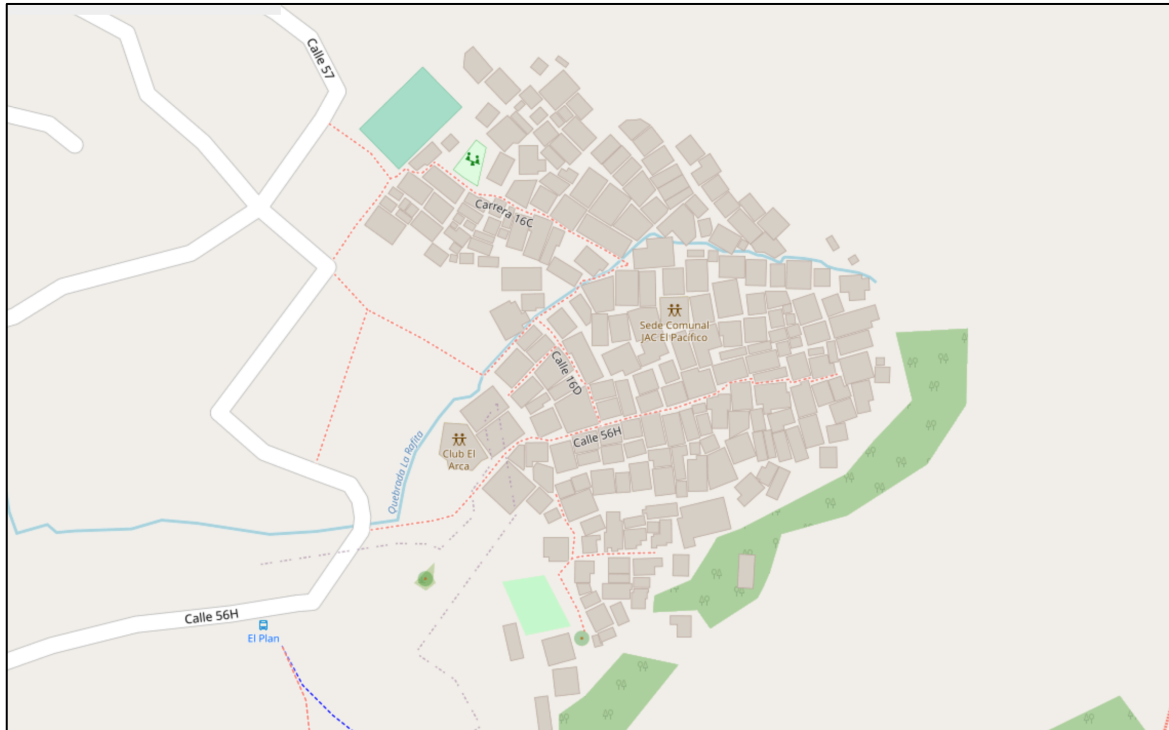 Calle 57
Carrera 16C
Sede Comunal
JAC El Pacífico
Calle 16D
Calle 56H
Club El
Arca
Quebrada La Rafita
Calle 56H
El Plan